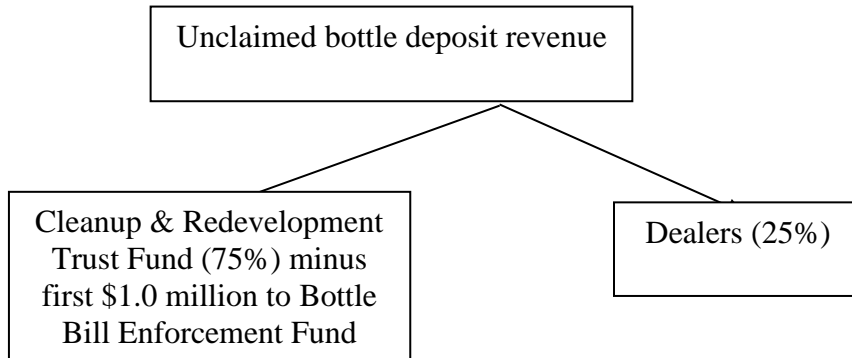 Unclaimed bottle deposit revenue
Cleanup & Redevelopment
Trust Fund (75%) minus
first $1.0 million to Bottle
Bill Enforcement Fund
Dealers (25%)